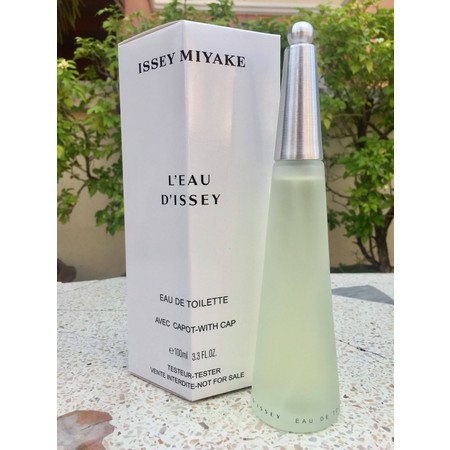 ISSEY MIYAKE
L'EAU
D'ISSEY
EAU DE TOILETTE
AVEC CAPOT-WITH CAP
℮100ml 3.3 FL.OZ.
TESTEUR-TESTER
VENTE INTERDITE-NOT FOR SALE
ISSEY EAU DE